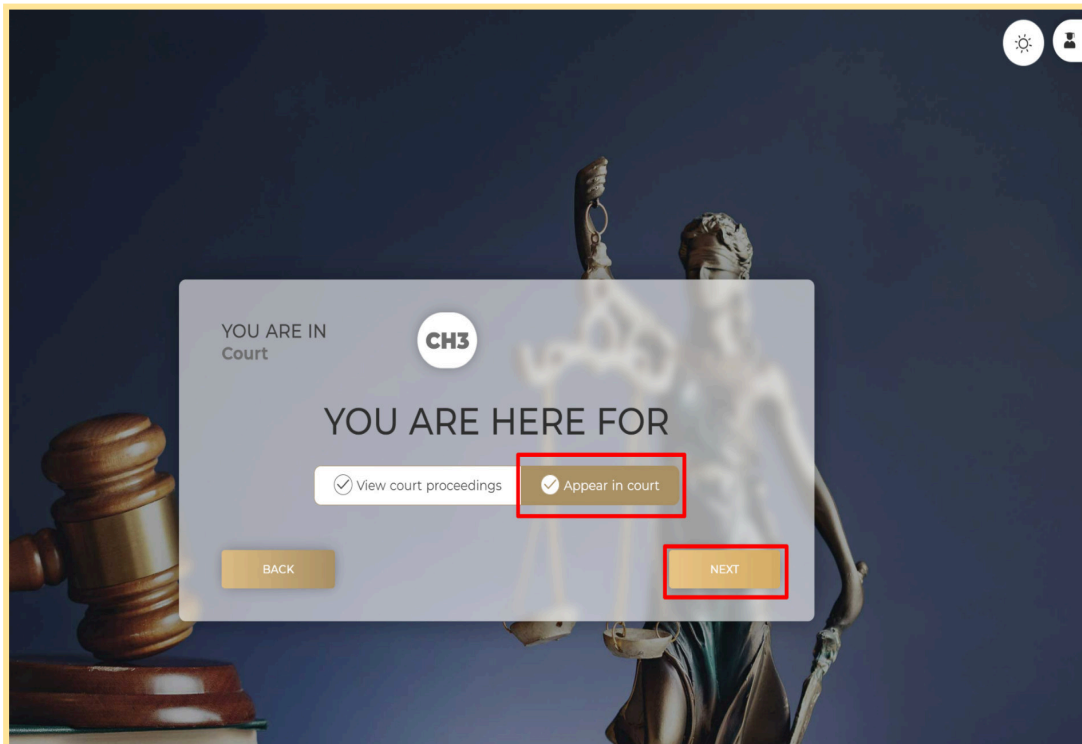 YOU ARE IN
Court
CH3
YOU ARE HERE FOR
View court proceedings
Appear in court
BACK
NEXT